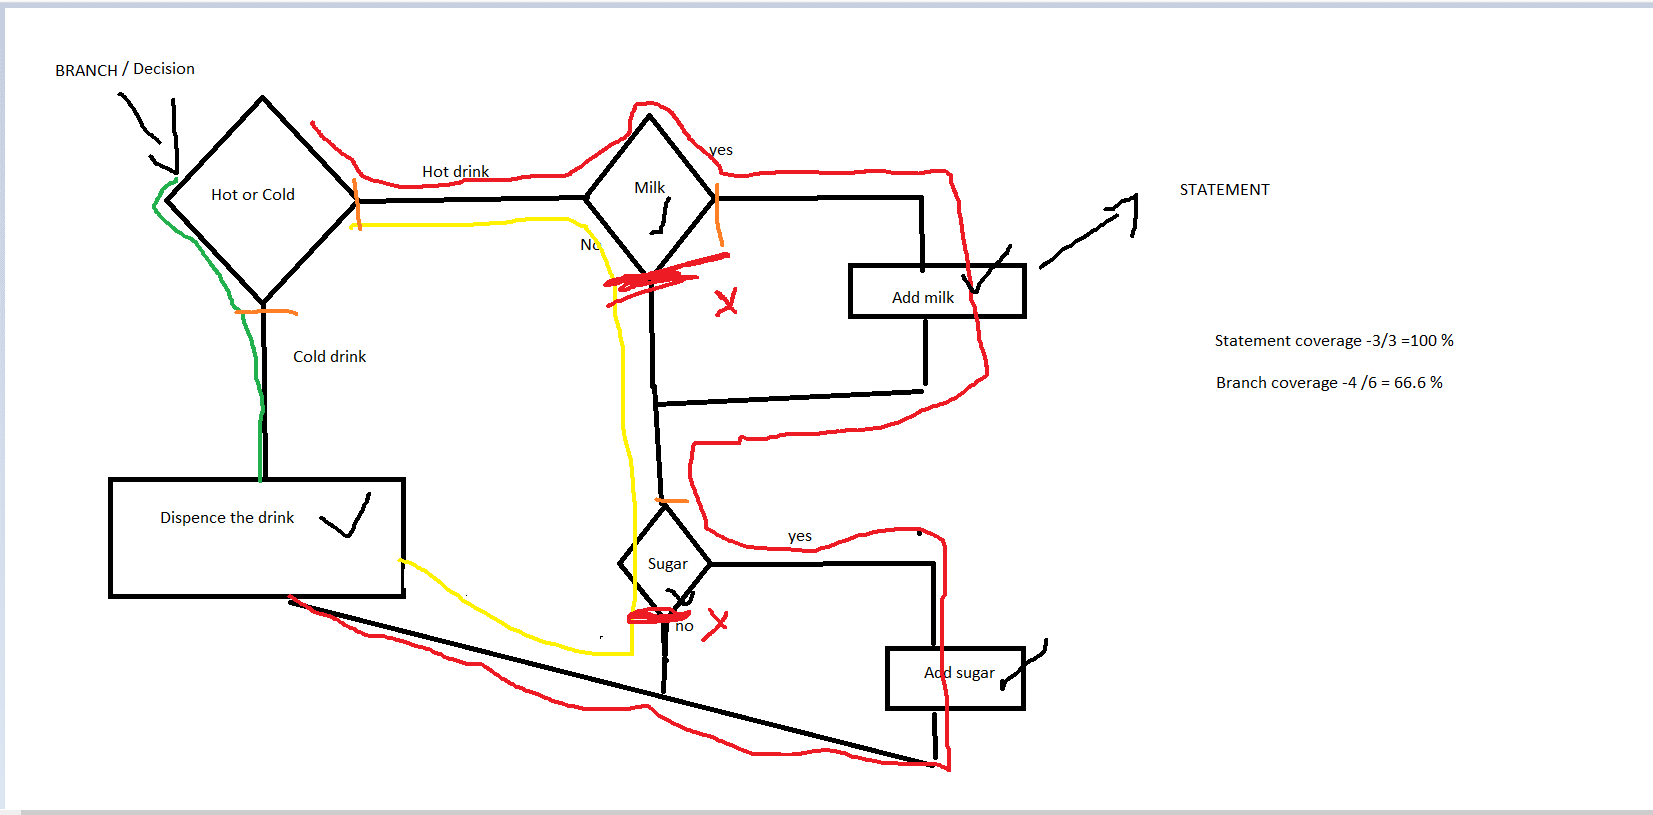 BRANCH / Decision
Hot or Cold
Hot drink
Milk
yes
STATEMENT
No
Add milk
Cold drink
Statement coverage -3/3 =100 %
Branch coverage -4 /6 = 66.6 %
Dispence the drink
yes
Sugar
no
Add sugar